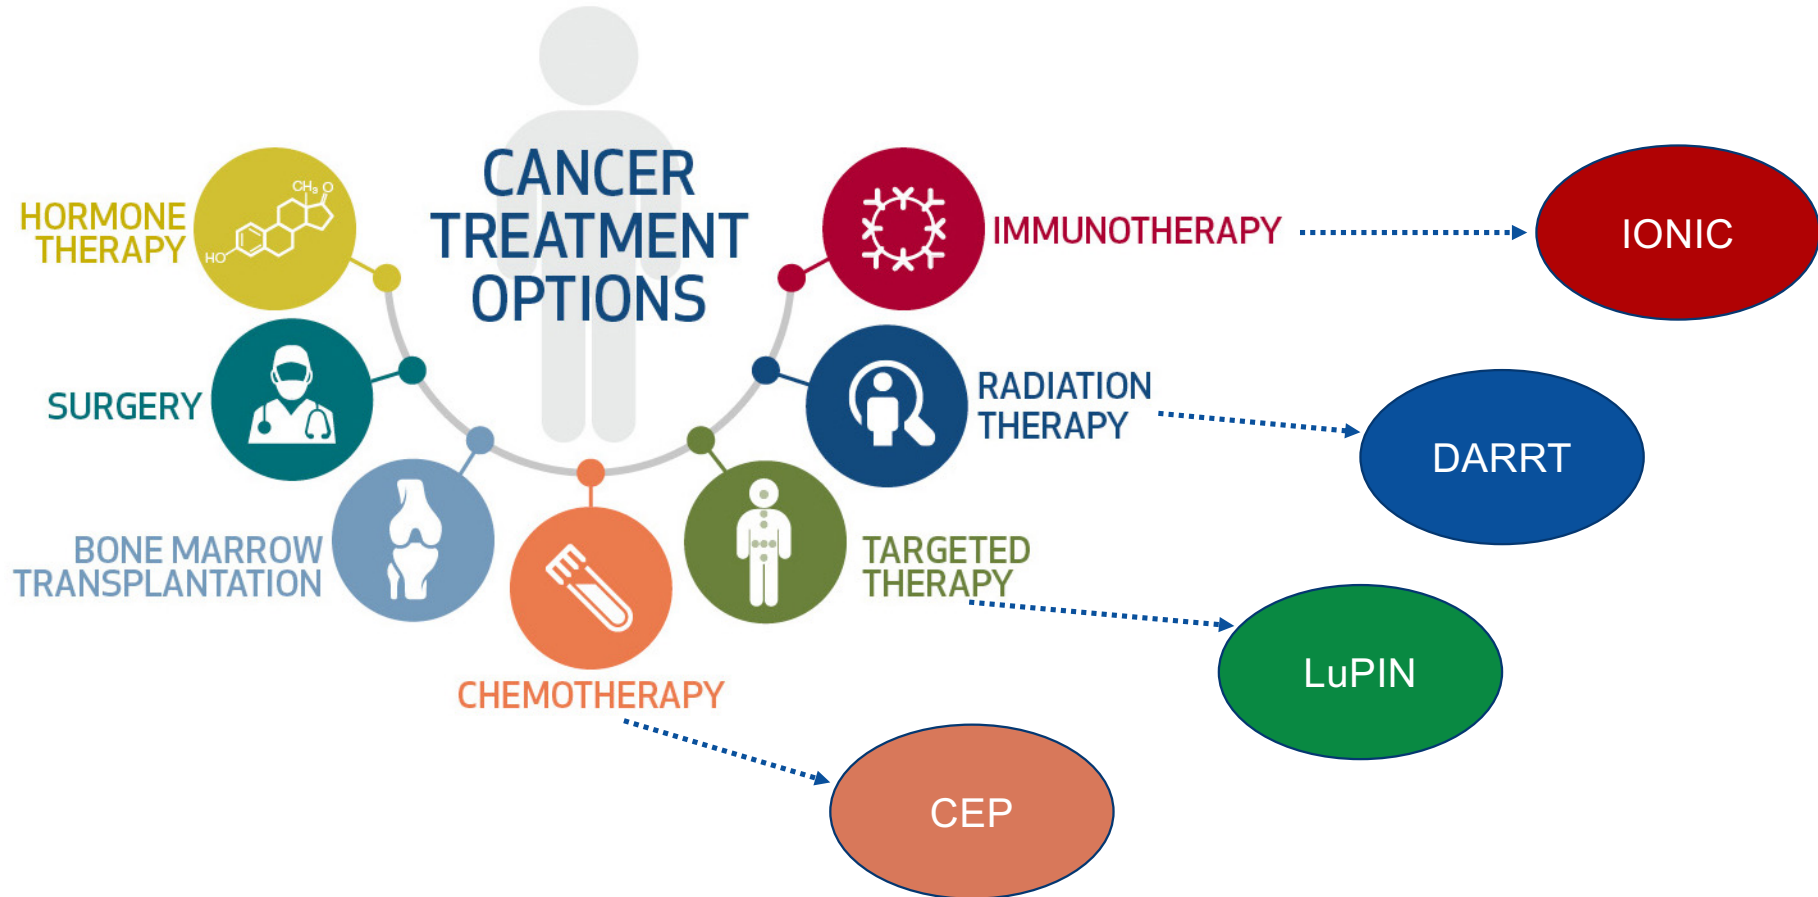 CANCER
TREATMENT
OPTIONS
HORMONE
THERAPY
CH₃ O
HO
SURGERY
BONE MARROW
TRANSPLANTATION
CHEMOTHERAPY
TARGETED
THERAPY
RADIATION
THERAPY
IMMUNOTHERAPY
IONIC
DARRT
LuPIN
CEP